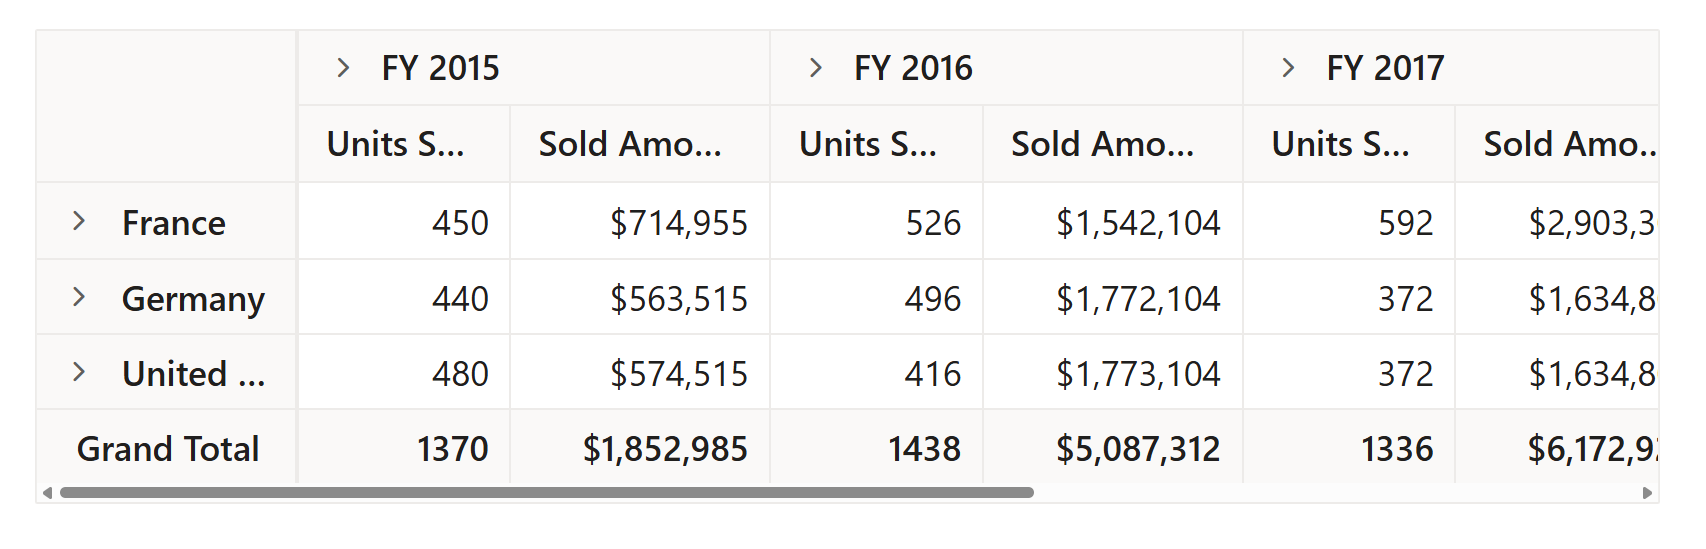 FY 2015 FY 2016 FY 2017
Units S... Sold Amo... Units S... Sold Amo... Units S... Sold Amo..
France 450 $714,955 526 $1,542,104 592 $2,903,3
Germany 440 $563,515 496 $1,772,104 372 $1,634,8
United ... 480 $574,515 416 $1,773,104 372 $1,634,8
Grand Total 1370 $1,852,985 1438 $5,087,312 1336 $6,172,9